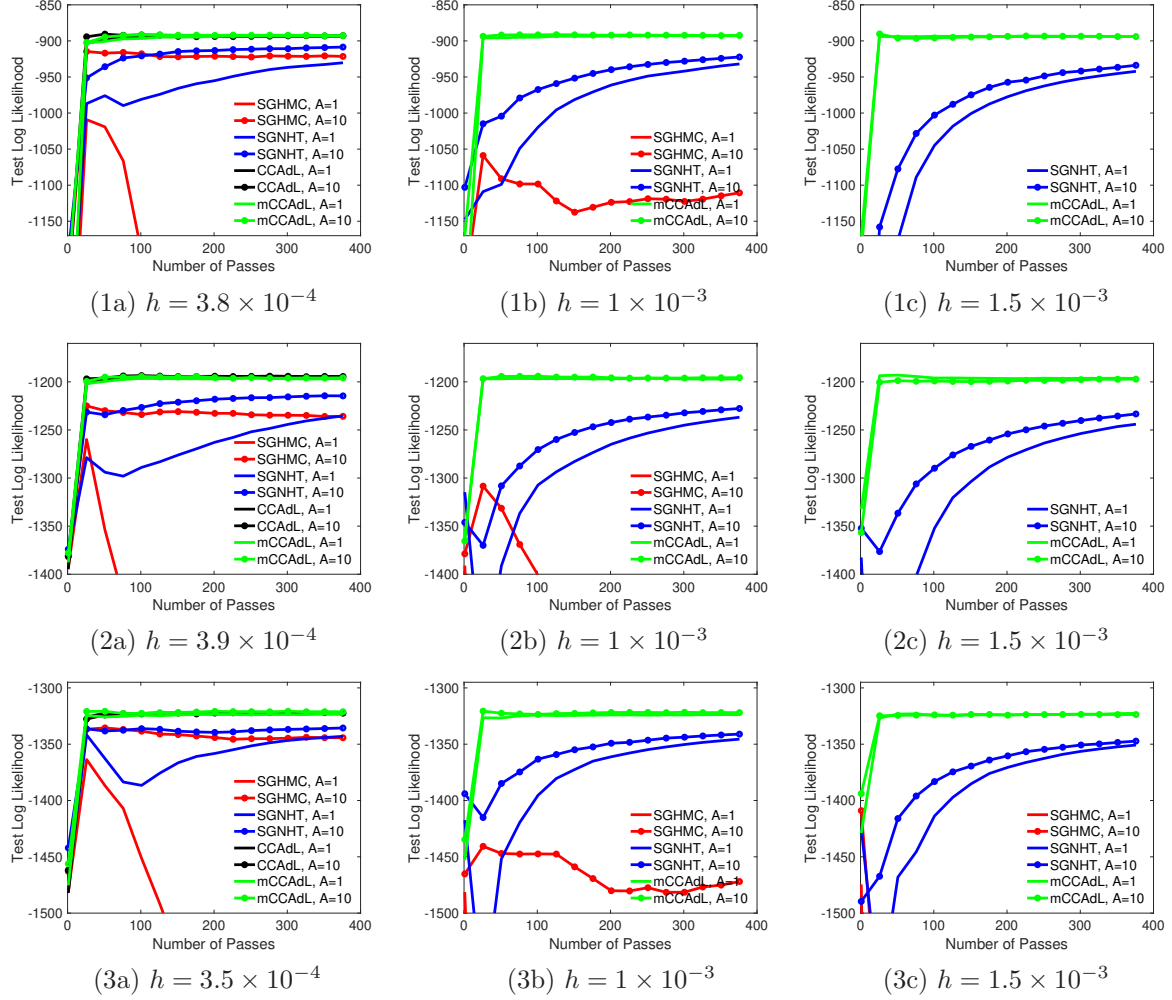 -850
-900
-950
-1000
-1050
-1100
-1150
Test Log Likelihood
SGHMC, A=1
SGHMC, A=10
SGNHT, A=1
SGNHT, A=10
CCAdL, A=1
CCAdL, A=10
mCCAdL, A=1
mCCAdL, A=10
0 100 200 300 400
Number of Passes
(1a) h = 3.8 × 10⁻⁴
-850
-900
-950
-1000
-1050
-1100
-1150
Test Log Likelihood
SGHMC, A=1
SGHMC, A=10
SGNHT, A=1
SGNHT, A=10
mCCAdL, A=1
mCCAdL, A=10
0 100 200 300 400
Number of Passes
(1b) h = 1 × 10⁻³
-850
-900
-950
-1000
-1050
-1100
-1150
Test Log Likelihood
SGNHT, A=1
SGNHT, A=10
mCCAdL, A=1
mCCAdL, A=10
0 100 200 300 400
Number of Passes
(1c) h = 1.5 × 10⁻³
-1200
-1250
-1300
-1350
-1400
Test Log Likelihood
SGHMC, A=1
SGHMC, A=10
SGNHT, A=1
SGNHT, A=10
CCAdL, A=1
CCAdL, A=10
mCCAdL, A=1
mCCAdL, A=10
0 100 200 300 400
Number of Passes
(2a) h = 3.9 × 10⁻⁴
-1200
-1250
-1300
-1350
-1400
Test Log Likelihood
SGHMC, A=1
SGHMC, A=10
SGNHT, A=1
SGNHT, A=10
mCCAdL, A=1
mCCAdL, A=10
0 100 200 300 400
Number of Passes
(2b) h = 1 × 10⁻³
-1200
-1250
-1300
-1350
-1400
Test Log Likelihood
SGNHT, A=1
SGNHT, A=10
mCCAdL, A=1
mCCAdL, A=10
0 100 200 300 400
Number of Passes
(2c) h = 1.5 × 10⁻³
-1300
-1350
-1400
-1450
-1500
Test Log Likelihood
SGHMC, A=1
SGHMC, A=10
SGNHT, A=1
SGNHT, A=10
CCAdL, A=1
CCAdL, A=10
mCCAdL, A=1
mCCAdL, A=10
0 100 200 300 400
Number of Passes
(3a) h = 3.5 × 10⁻⁴
-1300
-1350
-1400
-1450
-1500
Test Log Likelihood
SGHMC, A=1
SGHMC, A=10
SGNHT, A=1
SGNHT, A=10
mCCAdL, A=1
mCCAdL, A=10
0 100 200 300 400
Number of Passes
(3b) h = 1 × 10⁻³
-1300
-1350
-1400
-1450
-1500
Test Log Likelihood
SGHMC, A=1
SGHMC, A=10
SGNHT, A=1
SGNHT, A=10
mCCAdL, A=1
mCCAdL, A=10
0 100 200 300 400
Number of Passes
(3c) h = 1.5 × 10⁻³